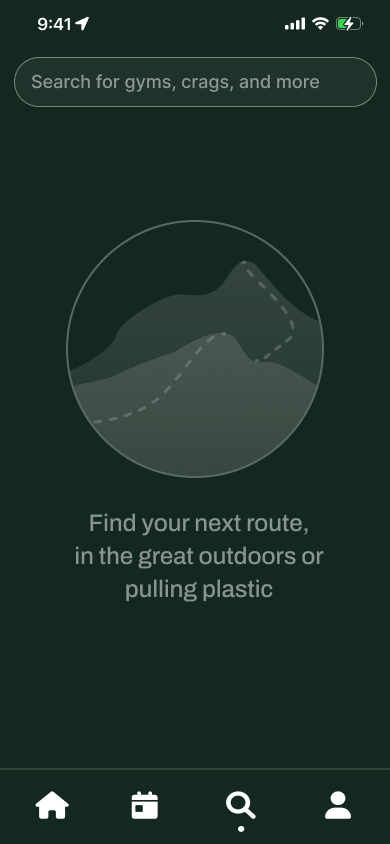 9:41
Search for gyms, crags, and more
Find your next route,
in the great outdoors or
pulling plastic